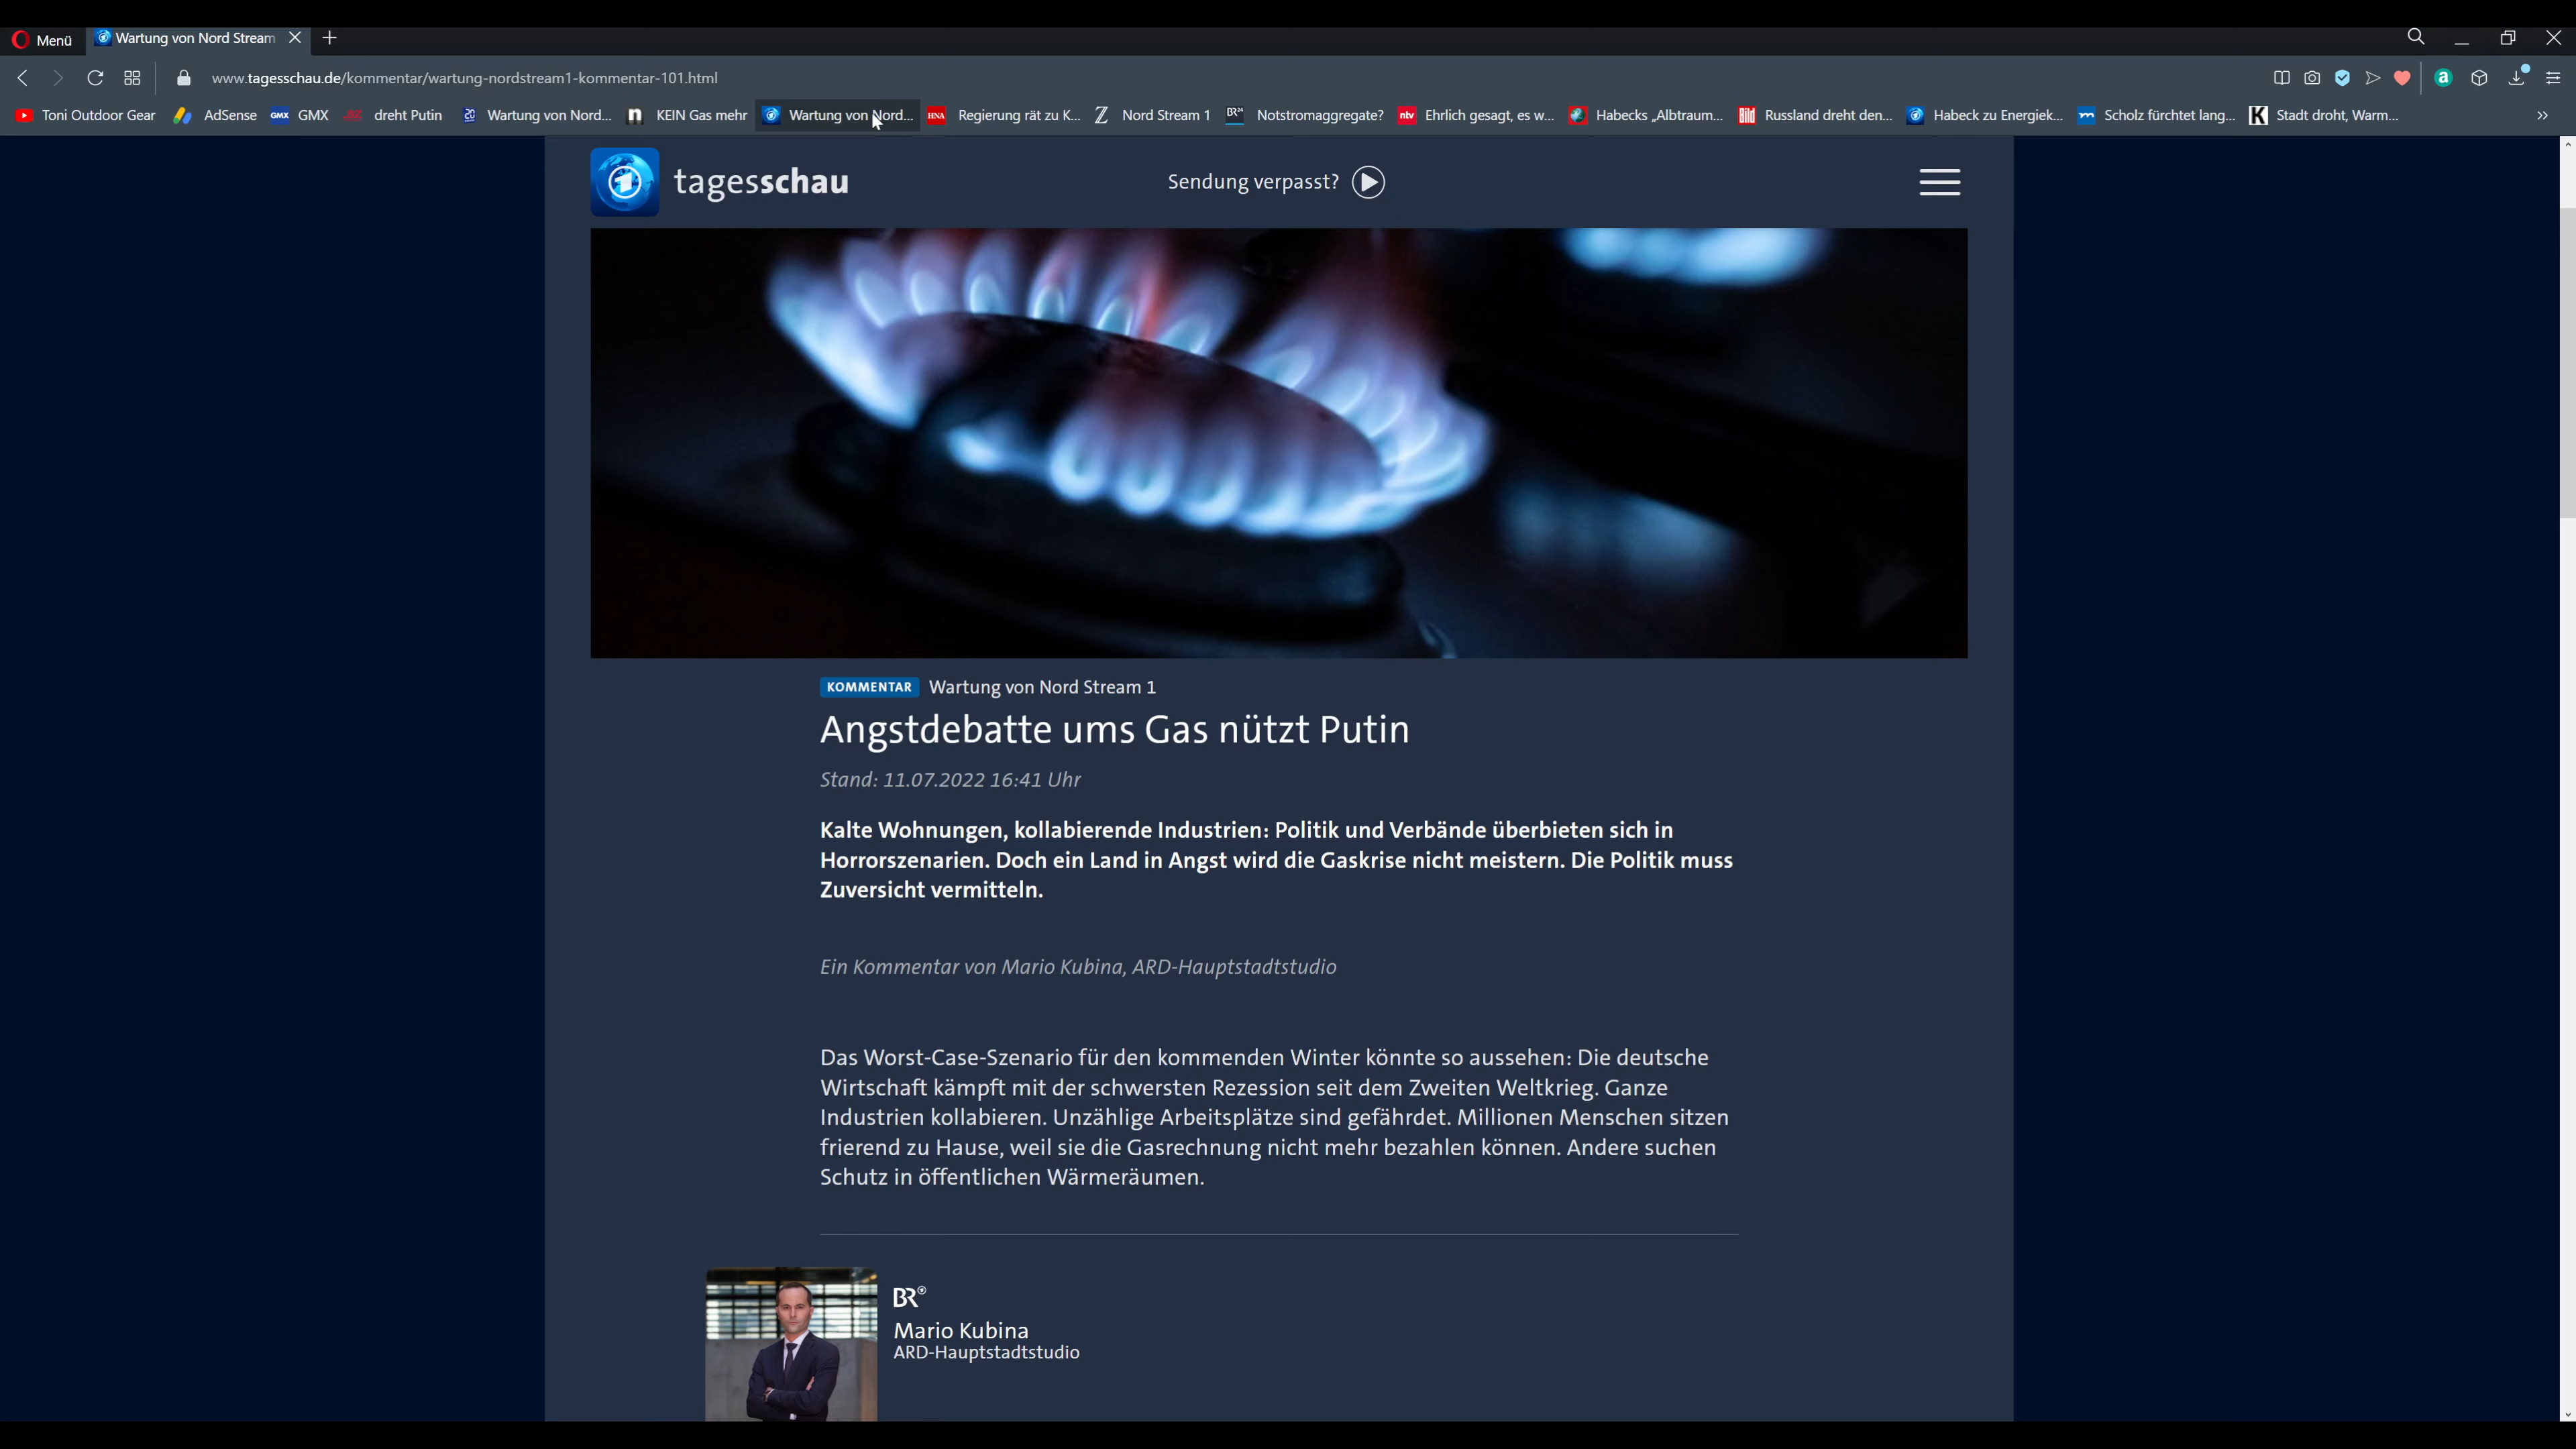 Menü
Wartung von Nord Stream
www.tagesschau.de/kommentar/wartung-nordstream1-kommentar-101.html
Toni Outdoor Gear AdSense GMX GMX dreht Putin Wartung von Nord... n KEIN Gas mehr Wartung von Nord... HNA Regierung rät zu K... Z Nord Stream 1 BR24 Notstromaggregate? ntv Ehrlich gesagt, es w... Habecks „Albtraum... Bild Russland dreht den... Habeck zu Energiek... Scholz fürchtet lang... K Stadt droht, Warm...
tagesschau
Sendung verpasst?
KOMMENTAR Wartung von Nord Stream 1
Angstdebatte ums Gas nützt Putin
Stand: 11.07.2022 16:41 Uhr
Kalte Wohnungen, kollabierende Industrien: Politik und Verbände überbieten sich in
Horrorszenarien. Doch ein Land in Angst wird die Gaskrise nicht meistern. Die Politik muss
Zuversicht vermitteln.
Ein Kommentar von Mario Kubina, ARD-Hauptstadtstudio
Das Worst-Case-Szenario für den kommenden Winter könnte so aussehen: Die deutsche
Wirtschaft kämpft mit der schwersten Rezession seit dem Zweiten Weltkrieg. Ganze
Industrien kollabieren. Unzählige Arbeitsplätze sind gefährdet. Millionen Menschen sitzen
frierend zu Hause, weil sie die Gasrechnung nicht mehr bezahlen können. Andere suchen
Schutz in öffentlichen Wärmeräumen.
BR
Mario Kubina
ARD-Hauptstadtstudio